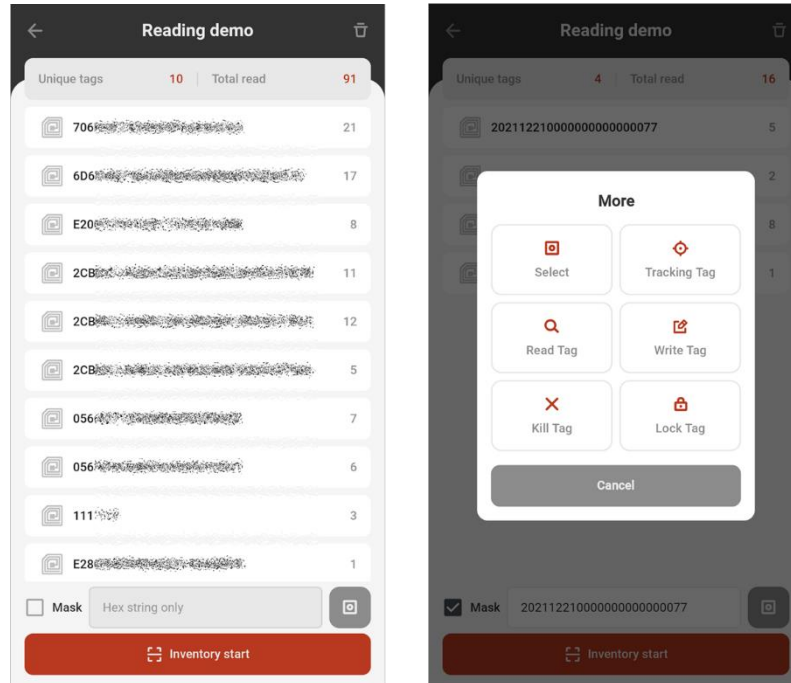 Reading demo
Unique tags 10 Total read 91
706 21
6D6 17
E20 8
2CB 11
2CB 12
2CB 5
056 7
056 6
111 3
E28 1
Mask Hex string only
Inventory start
Reading demo
Unique tags 4 Total read 16
202112210000000000000077 5
2
8
1
More
Select Tracking Tag
Read Tag Write Tag
Kill Tag Lock Tag
Cancel
Mask 202112210000000000000077
Inventory start